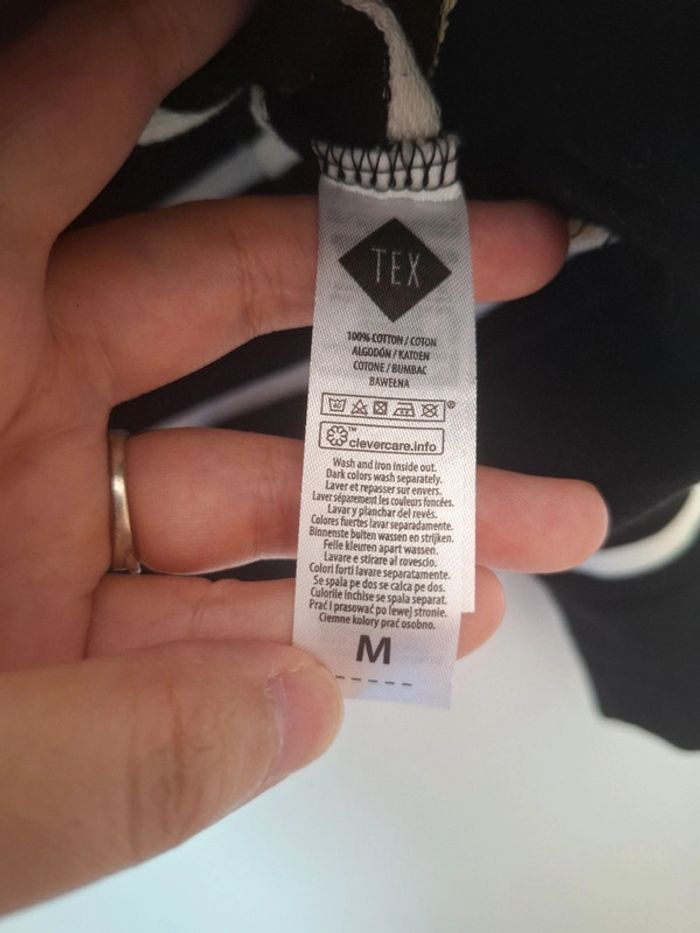 TEX
100% COTTON / COTON
ALGODÓN / KATOEN
COTONE / BUMBAC
BAWEŁNA
40
®
™
clevercare.info
Wash and iron inside out.
Dark colors wash separately.
Laver et repasser sur envers.
Laver séparément les couleurs foncées.
Lavar y planchar del revés.
Colores fuertes lavar separadamente.
Binnenste buiten wassen en strijken.
Felle kleuren apart wassen.
Lavare e stirare al rovescio.
Colori forti lavare separatamente.
Se spala pe dos se calca pe dos.
Culorile inchise se spala separat.
Prać i prasować po lewej stronie.
Ciemne kolory prać osobno.
M